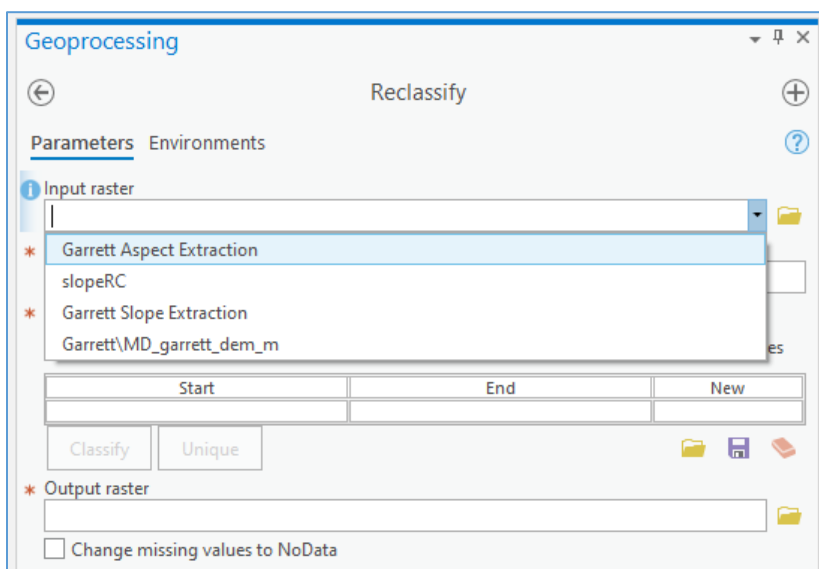 Geoprocessing
Reclassify
Parameters Environments
Input raster
Garrett Aspect Extraction
slopeRC
Garrett Slope Extraction
Garrett\MD_garrett_dem_m
Start End New
Classify Unique
* Output raster
Change missing values to NoData